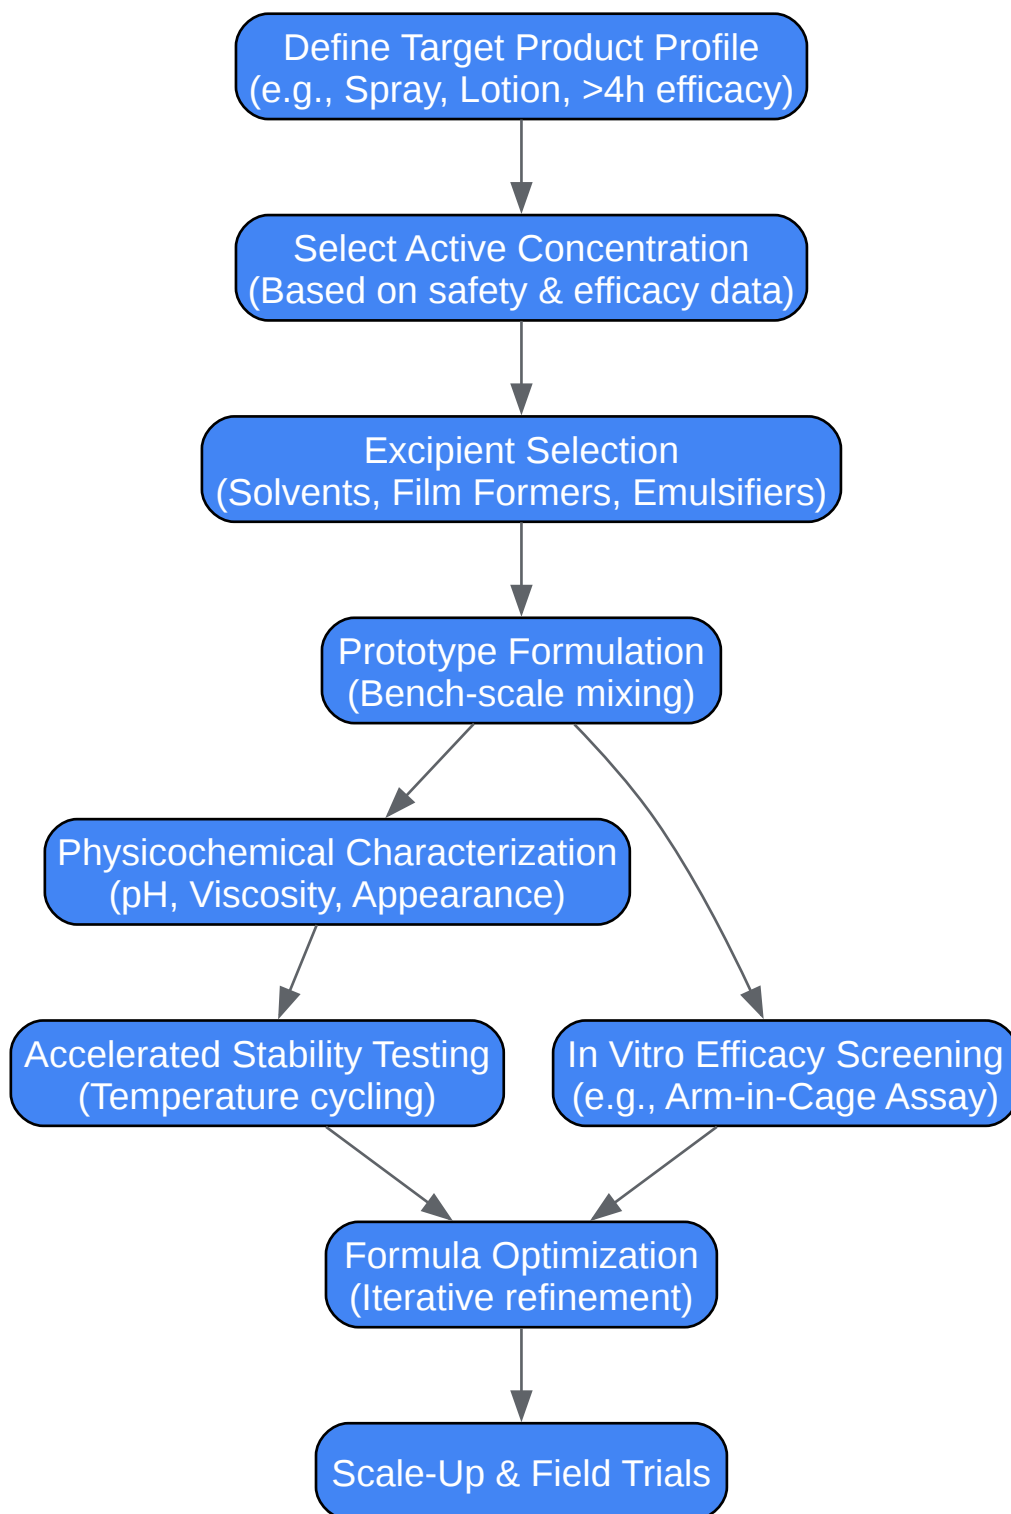 Define Target Product Profile
(e.g., Spray, Lotion, >4h efficacy)
Select Active Concentration
(Based on safety & efficacy data)
Excipient Selection
(Solvents, Film Formers, Emulsifiers)
Prototype Formulation
(Bench-scale mixing)
Physicochemical Characterization
(pH, Viscosity, Appearance)
Accelerated Stability Testing
(Temperature cycling)
In Vitro Efficacy Screening
(e.g., Arm-in-Cage Assay)
Formula Optimization
(Iterative refinement)
Scale-Up & Field Trials